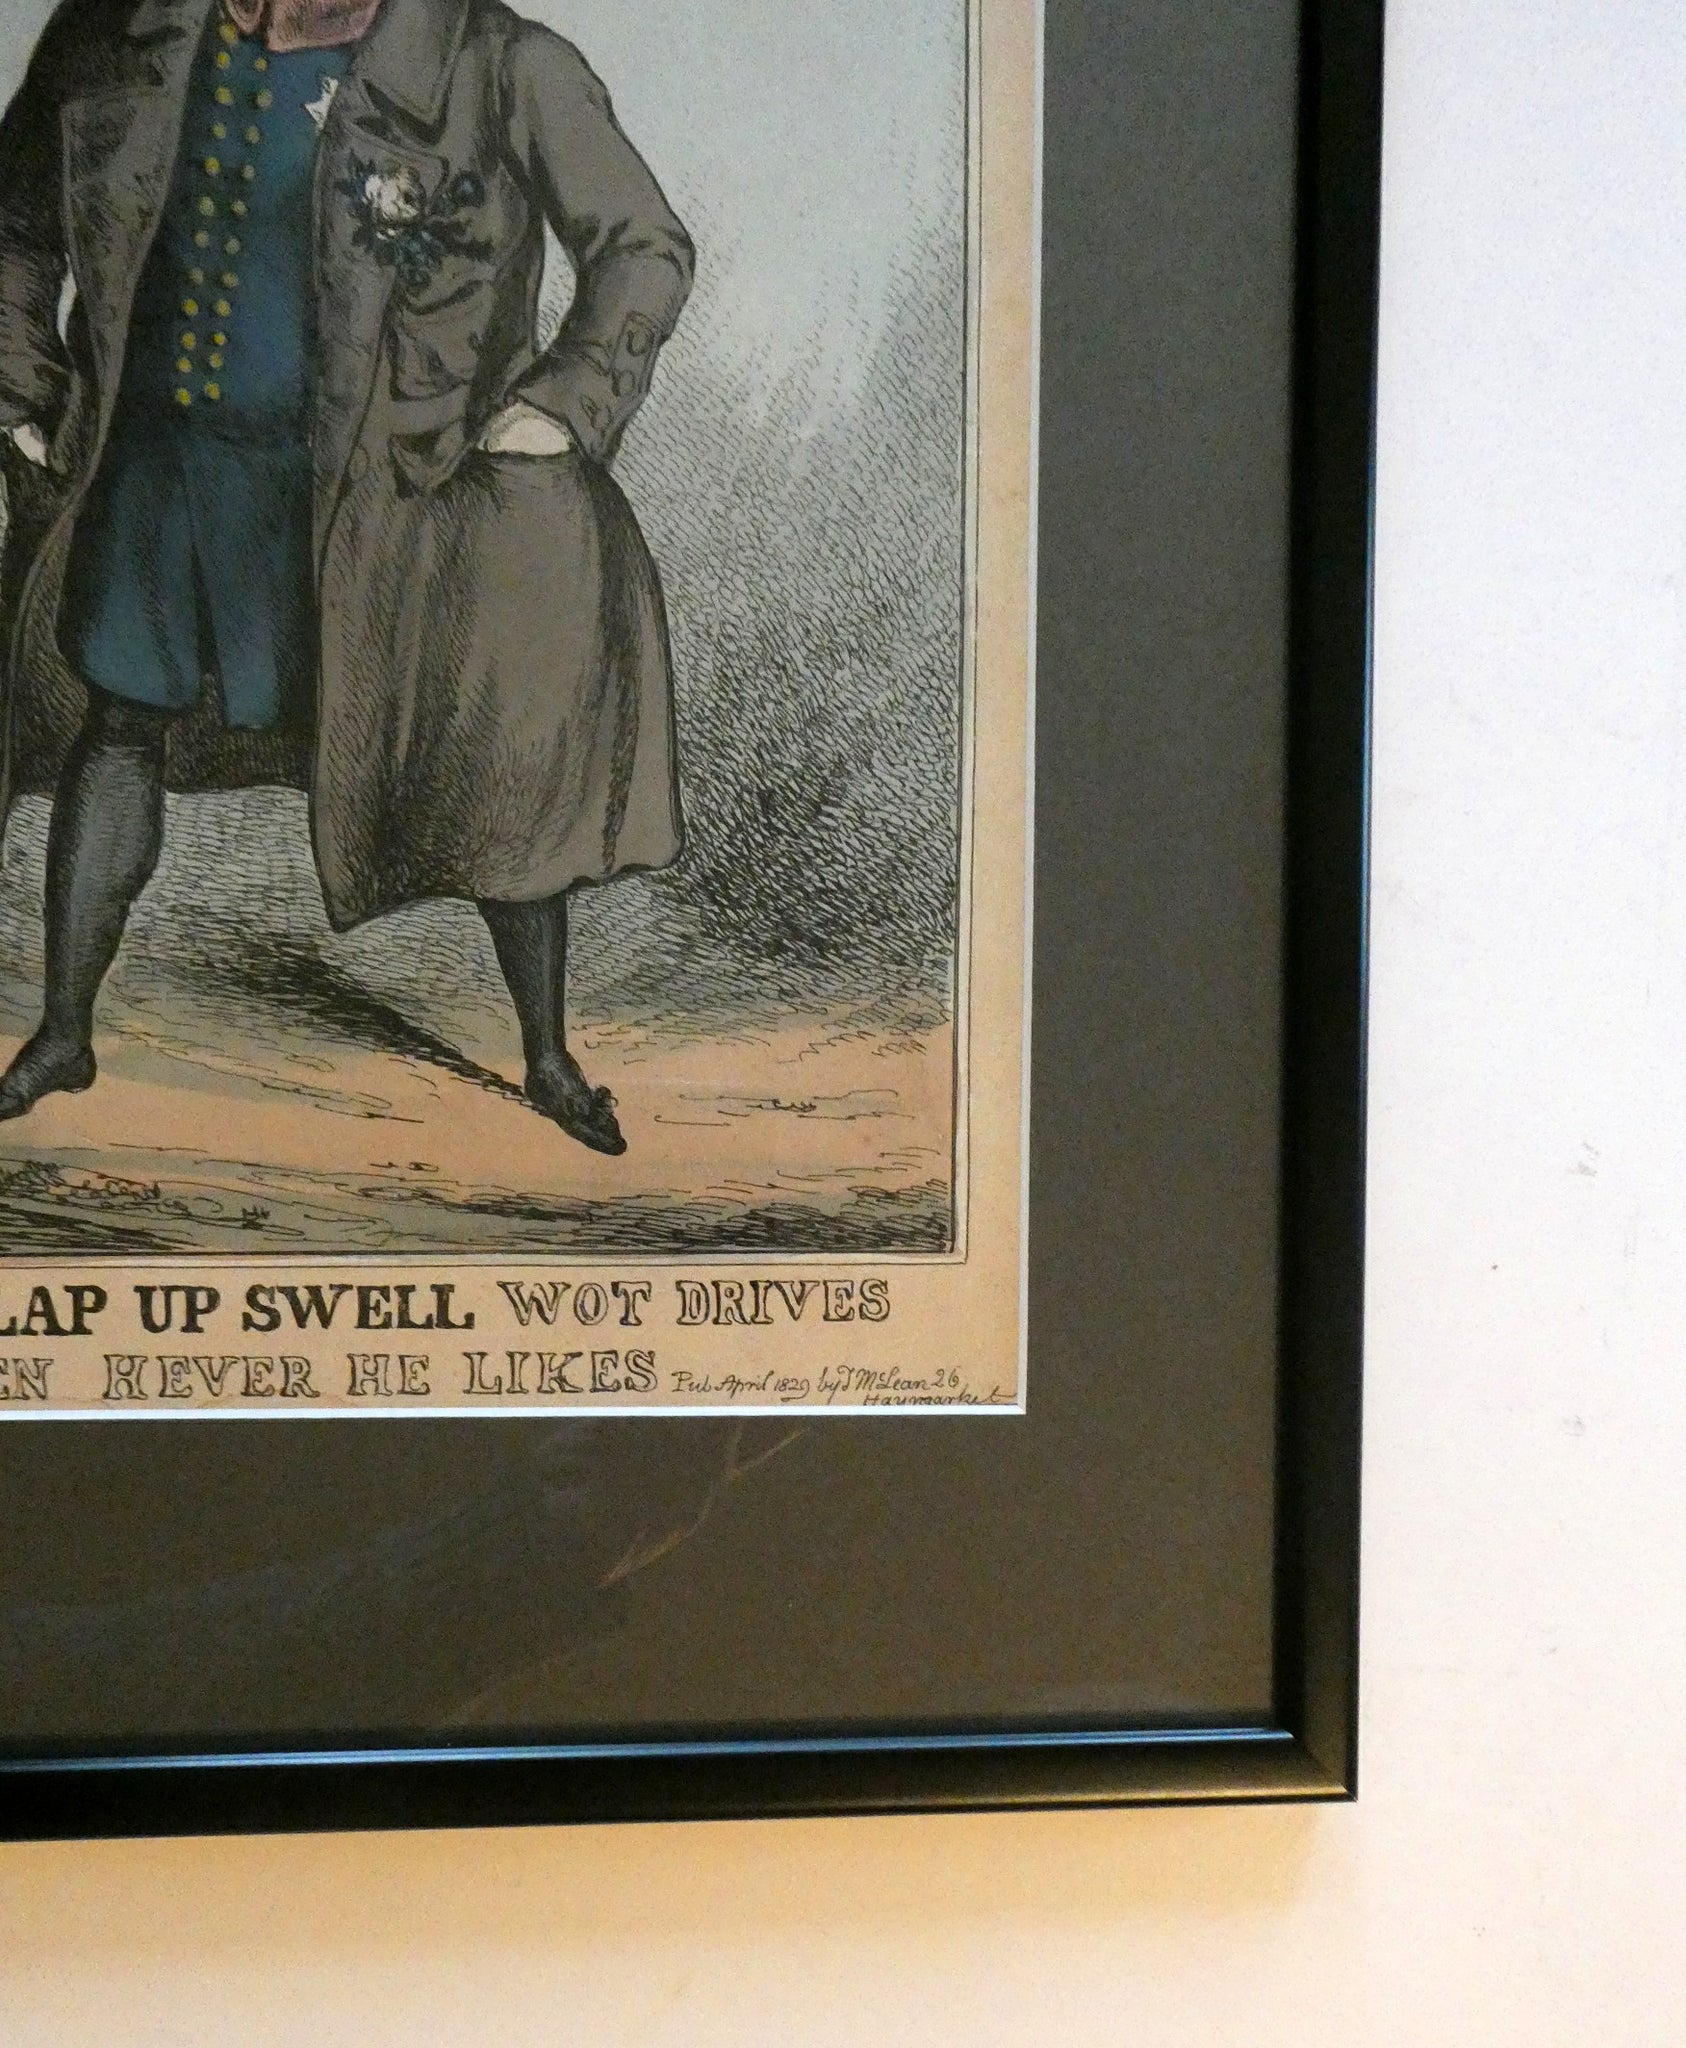 LAP UP SWELL WOT DRIVES
EN HEVER HE LIKES Pub April 1829 by T McLean 26
Haymarket